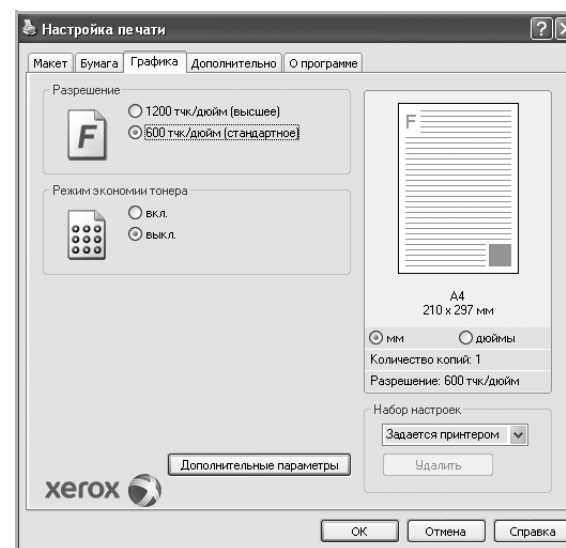 Настройка печати
Макет Бумага Графика Дополнительно О программе
Разрешение
F
1200 тчк/дюйм (высшее)
600 тчк/дюйм (стандартное)
Режим экономии тонера
вкл.
выкл.
F
A4
210 x 297 мм
мм дюймы
Количество копий: 1
Разрешение: 600 тчк/дюйм
Набор настроек
Задается принтером
Удалить
Дополнительные параметры
xerox
OK Отмена Справка